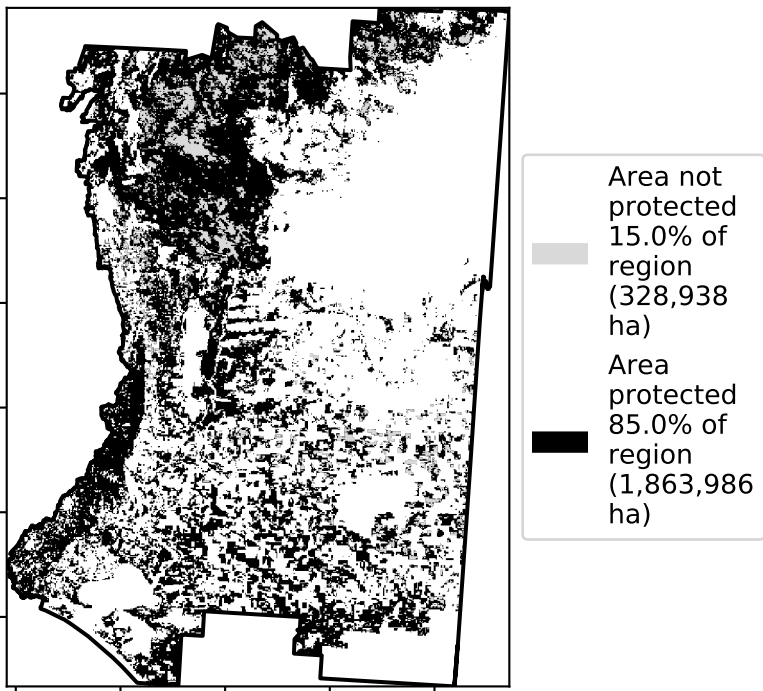 Area not
protected
15.0% of
region
(328,938
ha)
Area
protected
85.0% of
region
(1,863,986
ha)